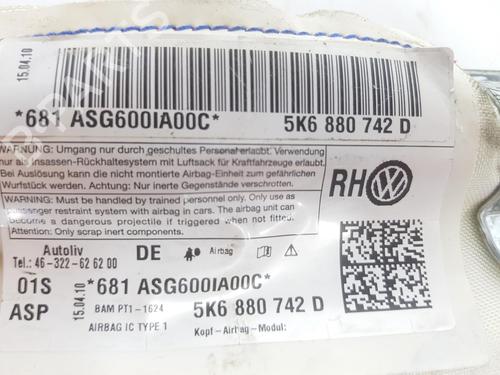 15.04.10
*681 ASG600IA00C*
5K6 880 742 D
WARNUNG: Umgang nur durch geschultes Personal erlaubt. Verwendung
nur als Insassen-Rückhaltesystem mit Luftsack für Kraftfahrzeuge erlaubt.
Bei Auslösung kann die nicht montierte Airbag-Einheit zum gefährlichen
Wurfstück werden. Achtung: Nur inerte Gegenstände verschrotten.
WARNING: Must be handled by trained personel only. Only use as
passenger restraint system with airbag in cars. The airbag unit can
become a dangerous projectile if triggered when not fitted.
Attention: Only scrap inert components.
RH
Autoliv
Tel.: 46-322-62 62 00
DE
Airbag
01S
ASP
15.04.10
*681 ASG600IA00C*
BAM PT1-1624
AIRBAG IC TYPE 1
5K6 880 742 D
Kopf-Airbag-Modul: